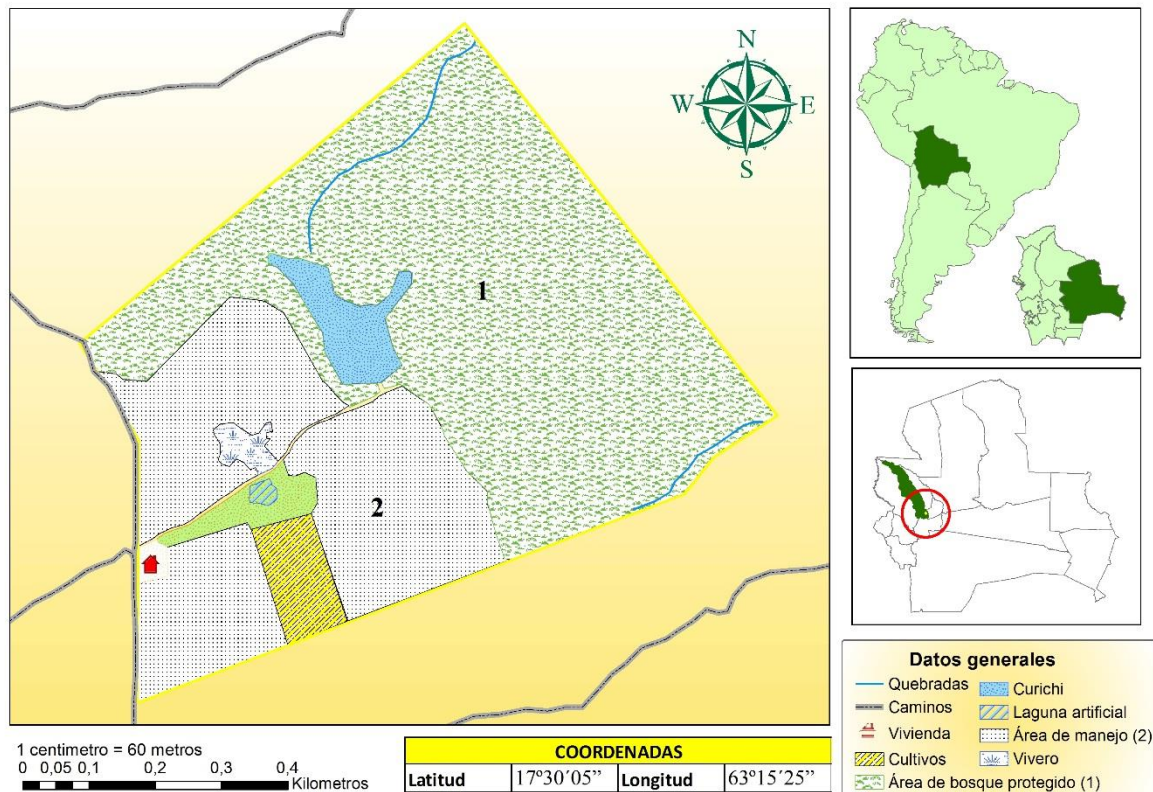 N
W E
S
1
2
1 centimetro = 60 metros
0 0,05 0,1 0,2 0,3 0,4
Kilometros
COORDENADAS
Latitud 17º30´05” Longitud 63º15´25”
Datos generales
Quebradas
Caminos
Vivienda
Cultivos
Curichi
Laguna artificial
Área de manejo (2)
Vivero
Área de bosque protegido (1)